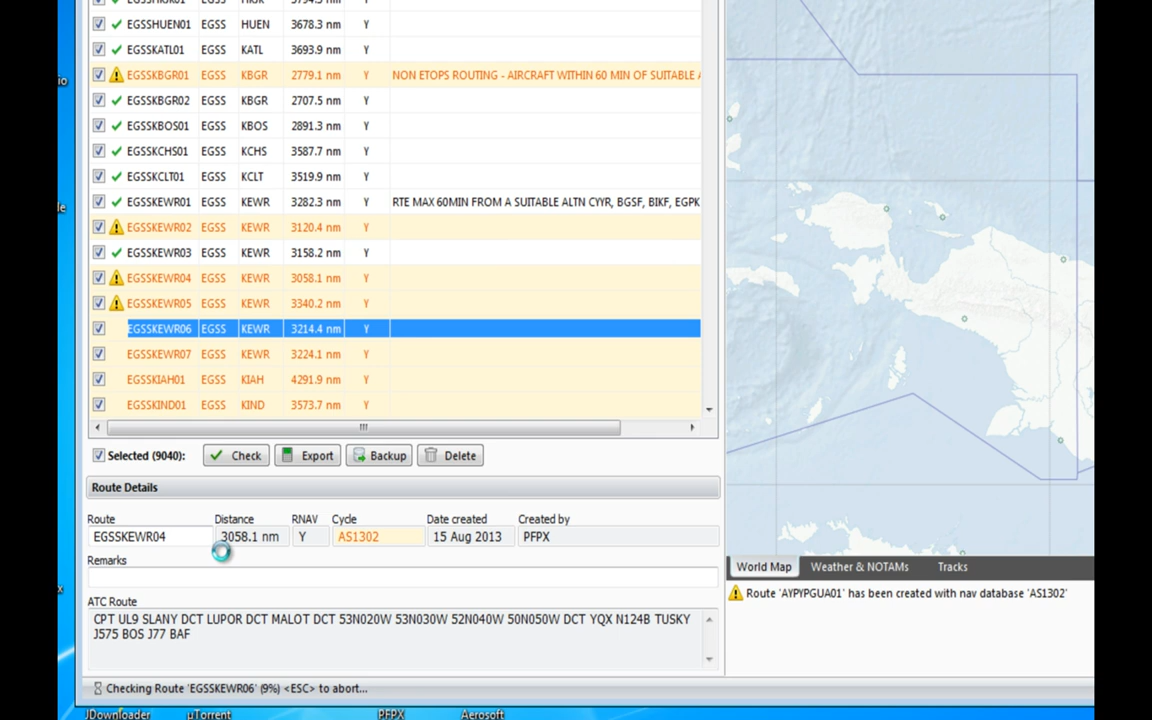 EGSSHUEN01 EGSS HUEN 3678.3 nm Y
EGSSKATL01 EGSS KATL 3693.9 nm Y
EGSSKBGR01 EGSS KBGR 2779.1 nm Y NON ETOPS ROUTING - AIRCRAFT WITHIN 60 MIN OF SUITABLE A
EGSSKBGR02 EGSS KBGR 2707.5 nm Y
EGSSKBOS01 EGSS KBOS 2891.3 nm Y
EGSSKCHS01 EGSS KCHS 3587.7 nm Y
EGSSKCLT01 EGSS KCLT 3519.9 nm Y
EGSSKEWR01 EGSS KEWR 3282.3 nm Y RTE MAX 60MIN FROM A SUITABLE ALTN CYYR, BGSF, BIKF, EGPK
EGSSKEWR02 EGSS KEWR 3120.4 nm Y
EGSSKEWR03 EGSS KEWR 3158.2 nm Y
EGSSKEWR04 EGSS KEWR 3058.1 nm Y
EGSSKEWR05 EGSS KEWR 3340.2 nm Y
EGSSKEWR06 EGSS KEWR 3214.4 nm Y
EGSSKEWR07 EGSS KEWR 3224.1 nm Y
EGSSKIAH01 EGSS KIAH 4291.9 nm Y
EGSSKIND01 EGSS KIND 3573.7 nm Y
Selected (9040): Check Export Backup Delete
Route Details
Route Distance RNAV Cycle Date created Created by
EGSSKEWR04 3058.1 nm Y AS1302 15 Aug 2013 PFPX
Remarks
ATC Route
CPT UL9 SLANY DCT LUPOR DCT MALOT DCT 53N020W 53N030W 52N040W 50N050W DCT YQX N124B TUSKY
J575 BOS J77 BAF
Checking Route 'EGSSKEWR06' (9%) <ESC> to abort...
World Map Weather & NOTAMs Tracks
Route 'AYPYPGUA01' has been created with nav database 'AS1302'
JDownloader µTorrent PFPX Aerosoft